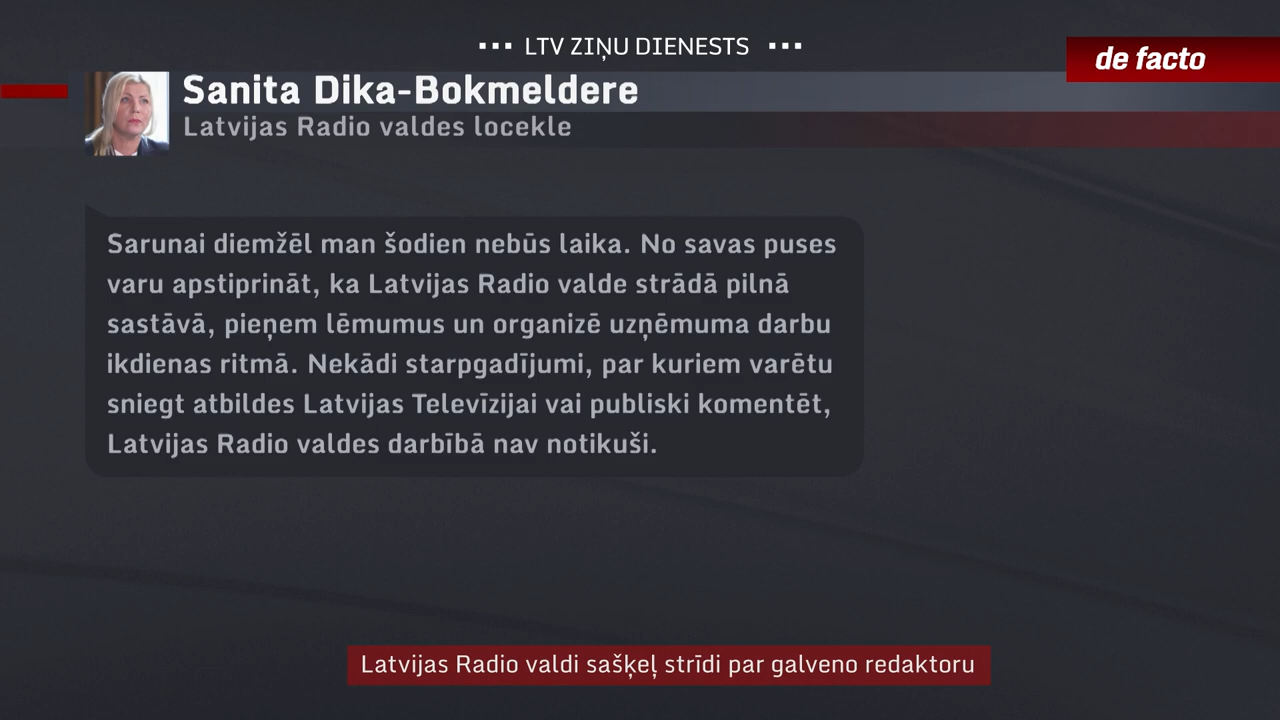 LTV ZIŅU DIENESTS
de facto
Sanita Dika-Bokmeldere
Latvijas Radio valdes locekle
Sarunai diemžēl man šodien nebūs laika. No savas puses
varu apstiprināt, ka Latvijas Radio valde strādā pilnā
sastāvā, pieņem lēmumus un organizē uzņēmuma darbu
ikdienas ritmā. Nekādi starpgadījumi, par kuriem varētu
sniegt atbildes Latvijas Televīzijai vai publiski komentēt,
Latvijas Radio valdes darbībā nav notikuši.
Latvijas Radio valdi sašķeļ strīdi par galveno redaktoru